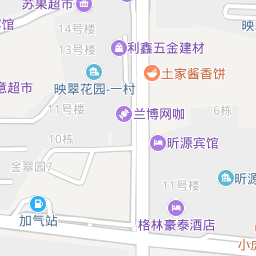 苏果超市
映
宾馆
14号楼
利鑫五金建材
13号楼
土家酱香饼
意超市
映翠花园-一村
11号楼
兰博网咖
6栋
10栋
昕源宾馆
金翠园7
11号楼
昕源
加气站
格林豪泰酒店
小庆